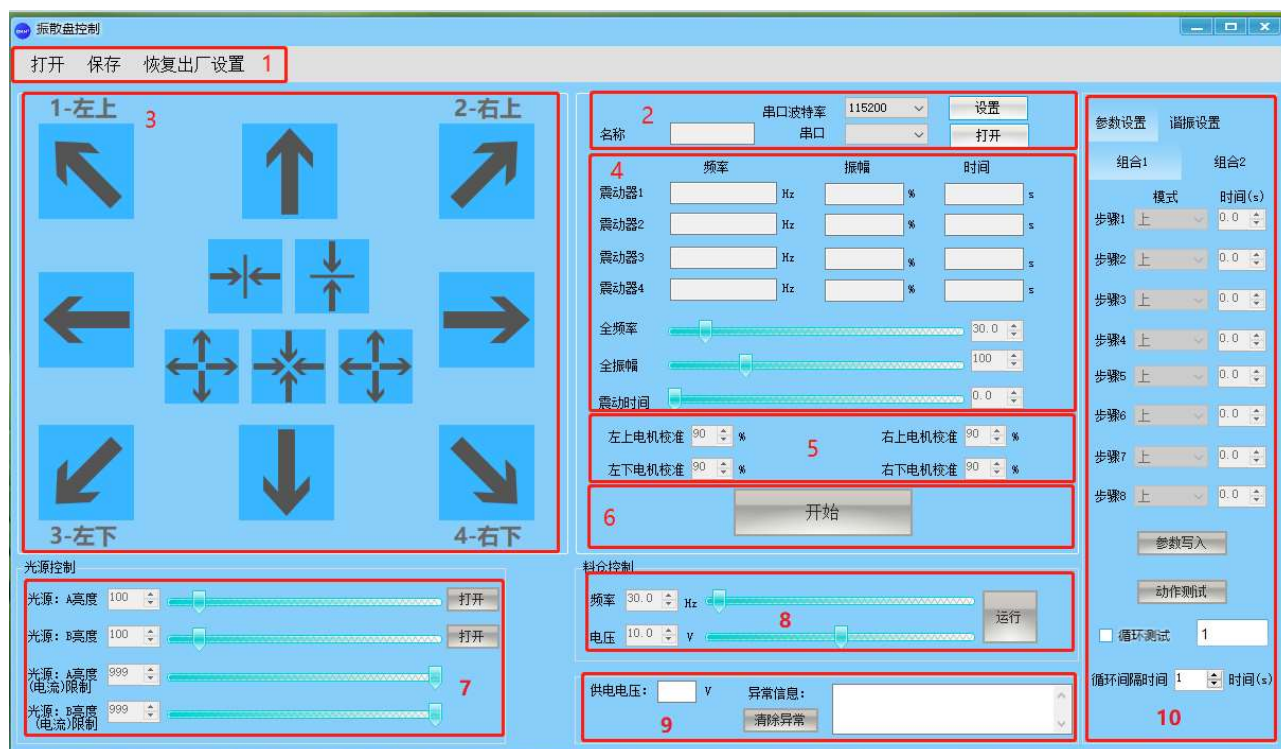 振散盘控制
打开 保存 恢复出厂设置 1
1-左上 3 2-右上
3-左下 4-右下
2
串口波特率 115200 设置
名称 串口 打开
4 频率 振幅 时间
震动器1 Hz % s
震动器2 Hz % s
震动器3 Hz % s
震动器4 Hz % s
全频率 30.0
全振幅 100
震动时间 0.0
左上电机校准 90 % 右上电机校准 90 %
5
左下电机校准 90 % 右下电机校准 90 %
6 开始
光源控制
光源: A亮度 100 打开
光源: B亮度 100 打开
光源: A亮度 999
(电流)限制
7
光源: B亮度 999
(电流)限制
料仓控制
频率 30.0 Hz 运行
8
电压 10.0 V
供电电压: V 异常信息:
9 清除异常
参数设置 谐振设置
组合1 组合2
模式 时间(s)
步骤1 上 0.0
步骤2 上 0.0
步骤3 上 0.0
步骤4 上 0.0
步骤5 上 0.0
步骤6 上 0.0
步骤7 上 0.0
步骤8 上 0.0
参数写入
动作测试
循环测试 1
循环间隔时间 1 时间(s)
10